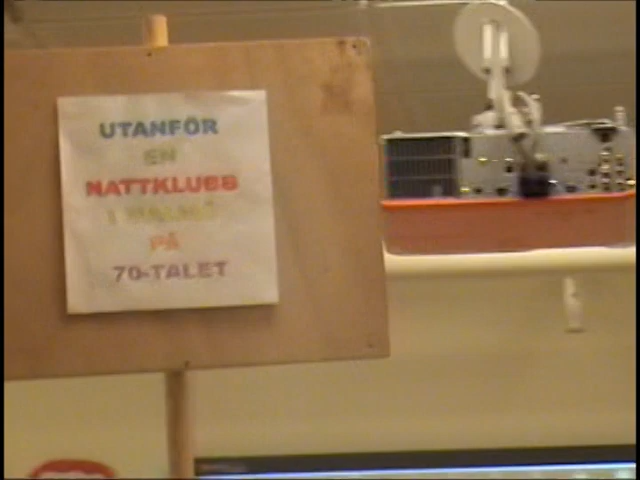 UTANFÖR
EN
NATTKLUBB
I MALMÖ
PÅ
70-TALET